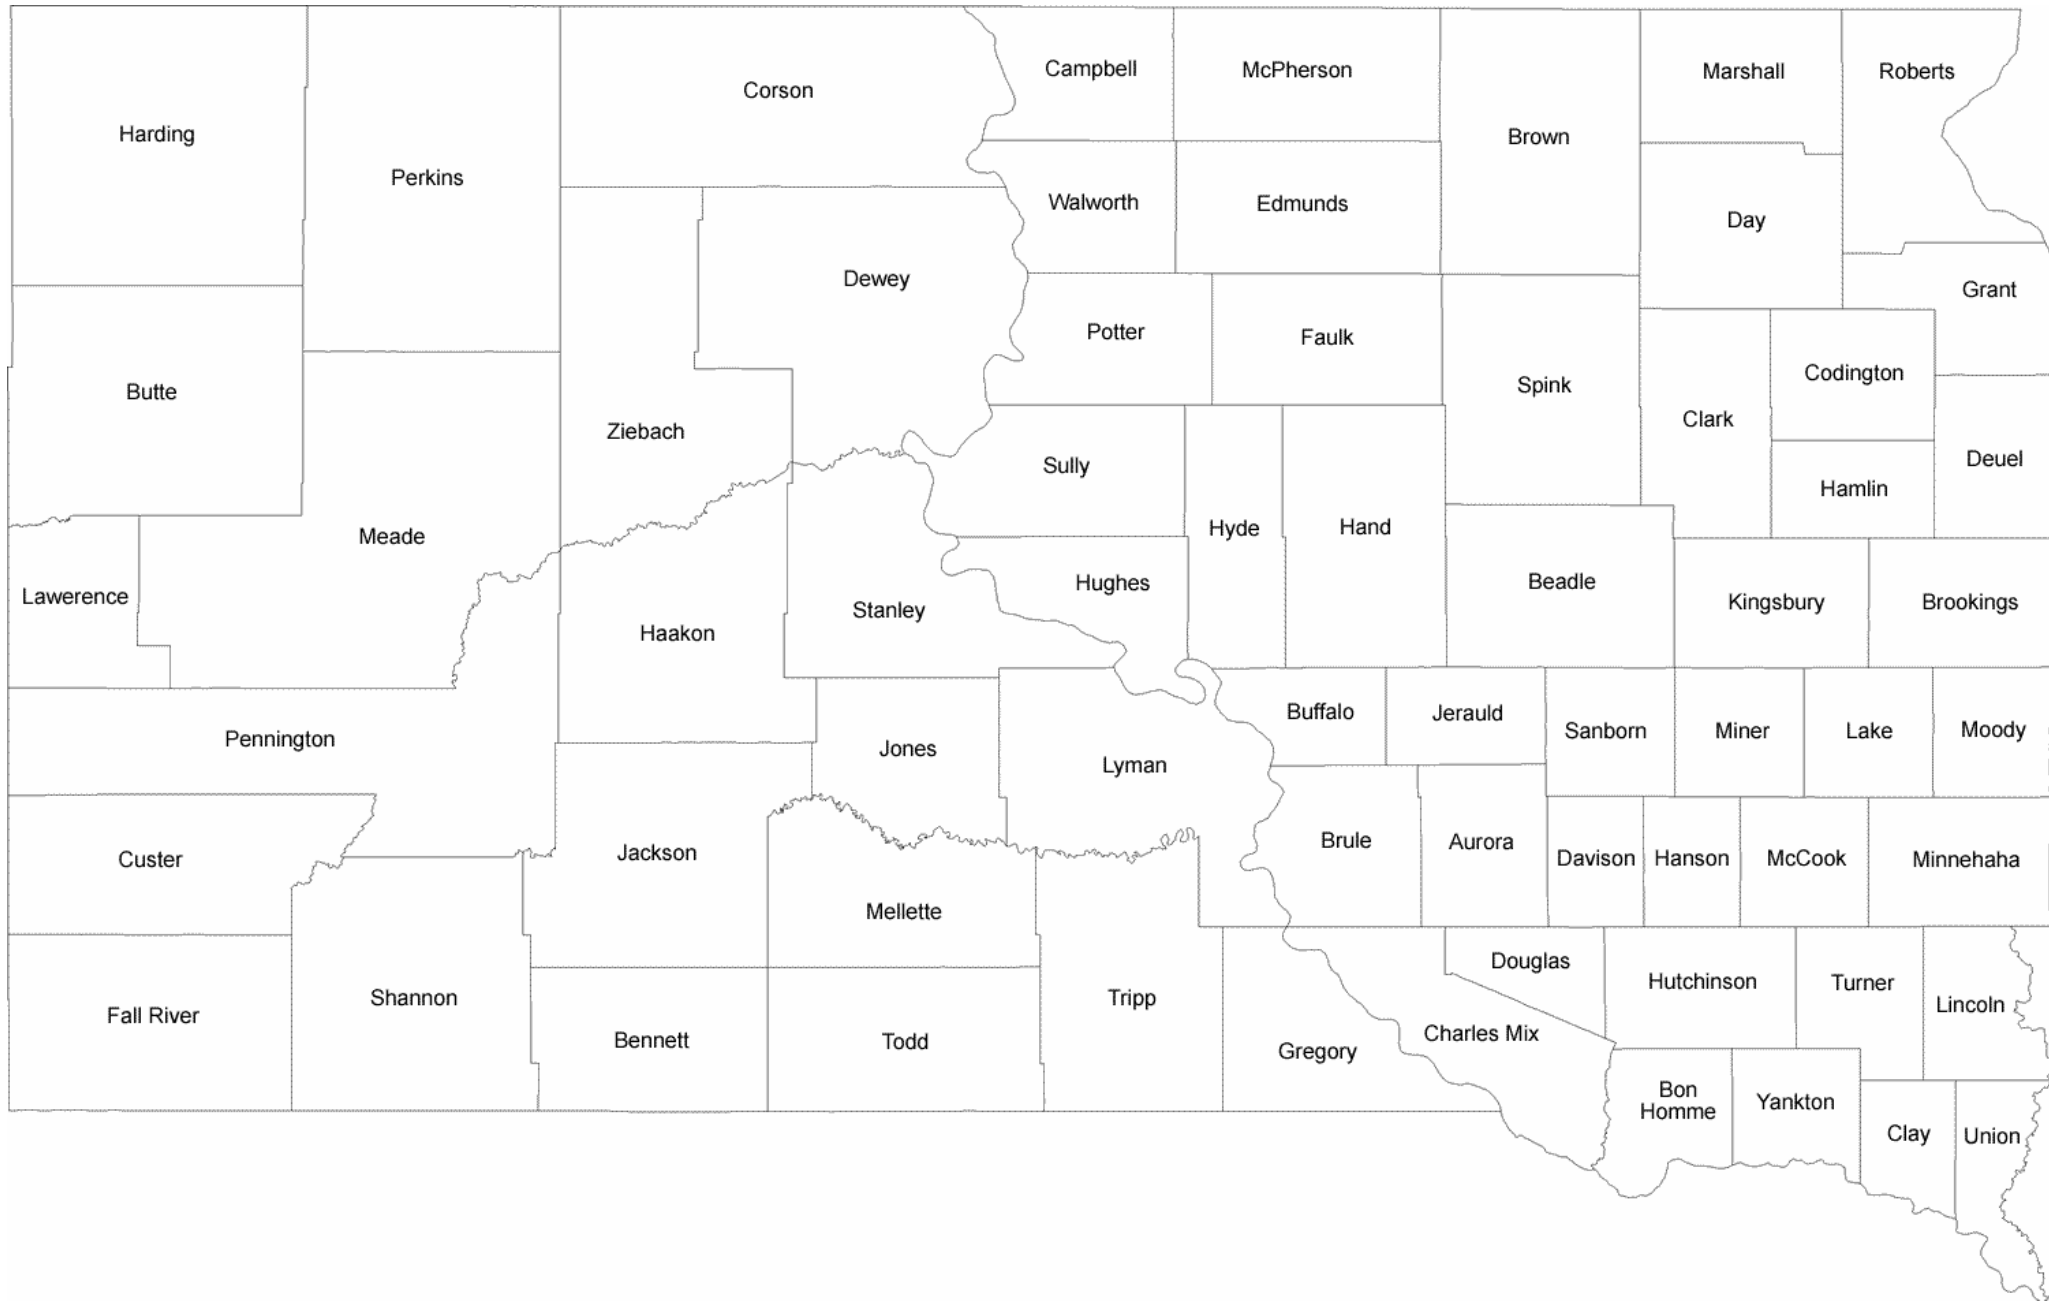 Campbell
McPherson
Marshall
Roberts
Corson
Harding
Brown
Perkins
Walworth
Edmunds
Day
Dewey
Grant
Potter
Faulk
Codington
Spink
Butte
Clark
Ziebach
Deuel
Sully
Hamlin
Hyde
Hand
Meade
Beadle
Hughes
Lawerence
Kingsbury
Brookings
Stanley
Haakon
Buffalo
Jerauld
Sanborn
Miner
Lake
Moody
Pennington
Jones
Lyman
Brule
Aurora
Jackson
Custer
Davison
Hanson
McCook
Minnehaha
Mellette
Douglas
Hutchinson
Turner
Shannon
Tripp
Lincoln
Fall River
Charles Mix
Bennett
Todd
Gregory
Bon
Homme
Yankton
Clay
Union